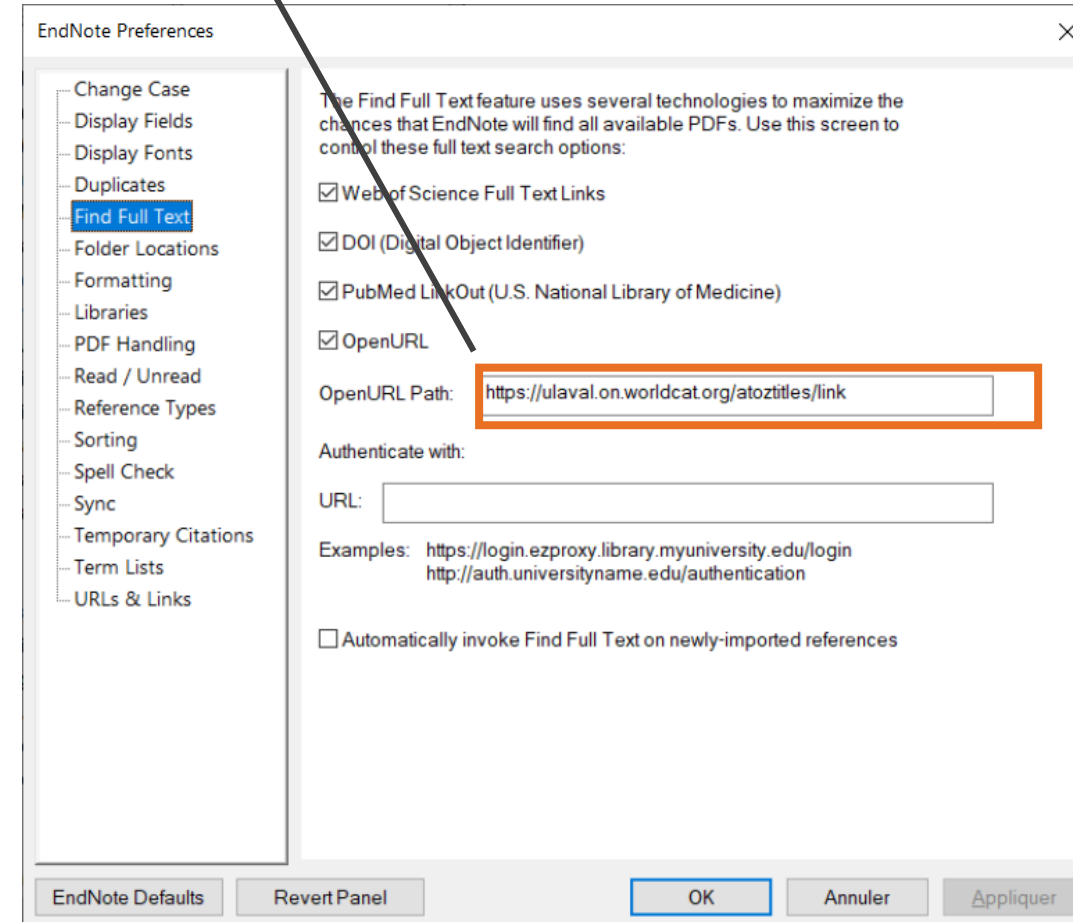 EndNote Preferences
Change Case
Display Fields
Display Fonts
Duplicates
Find Full Text
Folder Locations
Formatting
Libraries
PDF Handling
Read / Unread
Reference Types
Sorting
Spell Check
Sync
Temporary Citations
Term Lists
URLs & Links
The Find Full Text feature uses several technologies to maximize the
chances that EndNote will find all available PDFs. Use this screen to
control these full text search options:
Web of Science Full Text Links
DOI (Digital Object Identifier)
PubMed LinkOut (U.S. National Library of Medicine)
OpenURL
OpenURL Path: https://ulaval.on.worldcat.org/atoztitles/link
Authenticate with:
URL:
Examples: https://login.ezproxy.library.myuniversity.edu/login
http://auth.universityname.edu/authentication
Automatically invoke Find Full Text on newly-imported references
EndNote Defaults
Revert Panel
OK
Annuler
Appliquer